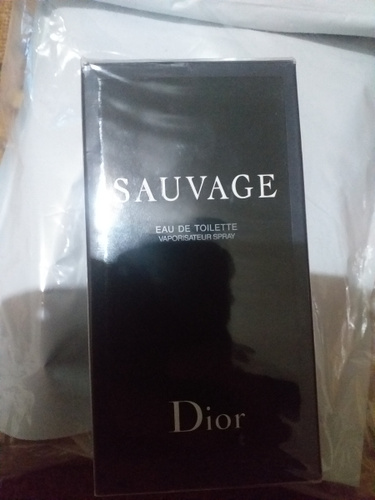 SAUVAGE
EAU DE TOILETTE
VAPORISATEUR SPRAY
Dior